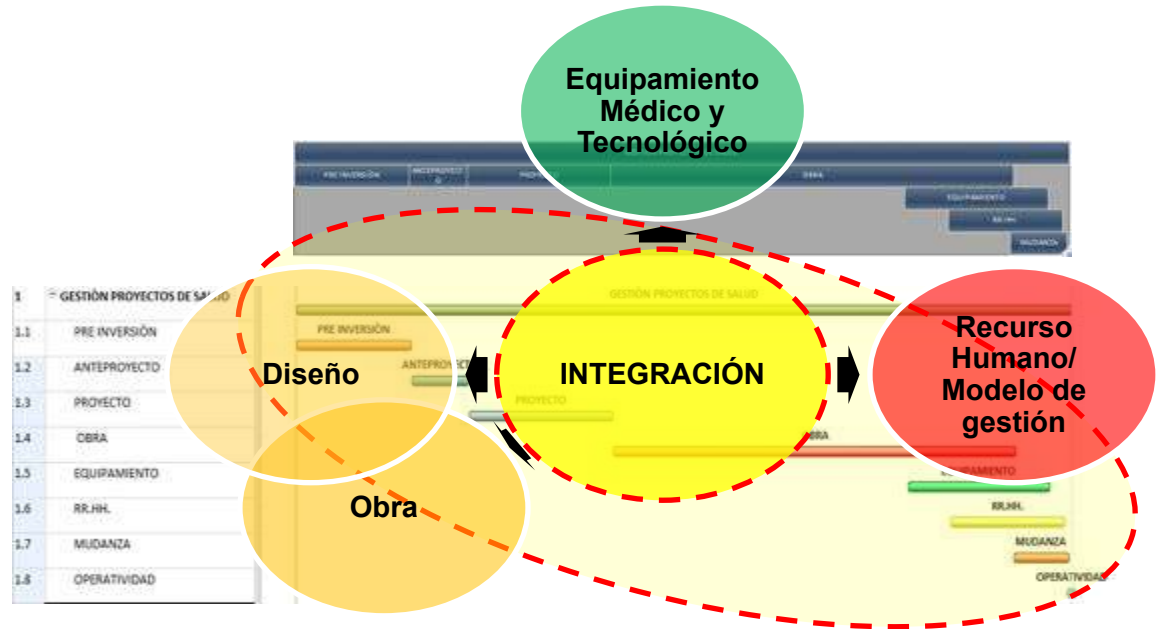 Equipamiento
Médico y
Tecnológico
PRE INVERSIÓN
OBRA
EQUIPAMIENTO
RR.HH.
MUDANZA
1 GESTIÓN PROYECTOS DE SALUD
GESTIÓN PROYECTOS DE SALUD
1.1 PRE INVERSIÓN
PRE INVERSIÓN
1.2 ANTEPROYECTO
ANTEPROYECT
Diseño
INTEGRACIÓN
Recurso
Humano/
Modelo de
gestión
1.3 PROYECTO
PROYECTO
1.4 OBRA
OBRA
1.5 EQUIPAMIENTO
EQUIPAMIENTO
Obra
1.6 RR.HH.
RR.HH.
1.7 MUDANZA
MUDANZA
1.8 OPERATIVIDAD
OPERATIVIDAD